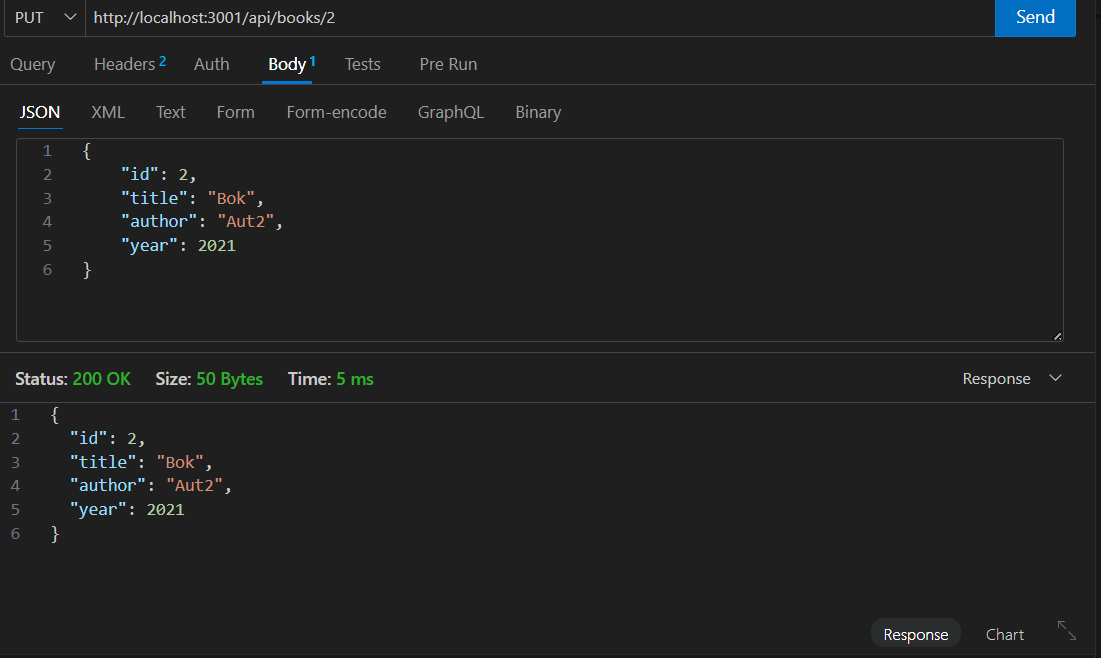 PUT http://localhost:3001/api/books/2 Send
Query Headers 2 Auth Body 1 Tests Pre Run
JSON XML Text Form Form-encode GraphQL Binary
1 {
2 "id": 2,
3 "title": "Bok",
4 "author": "Aut2",
5 "year": 2021
6 }
Status: 200 OK Size: 50 Bytes Time: 5 ms Response
1 {
2 "id": 2,
3 "title": "Bok",
4 "author": "Aut2",
5 "year": 2021
6 }
Response Chart